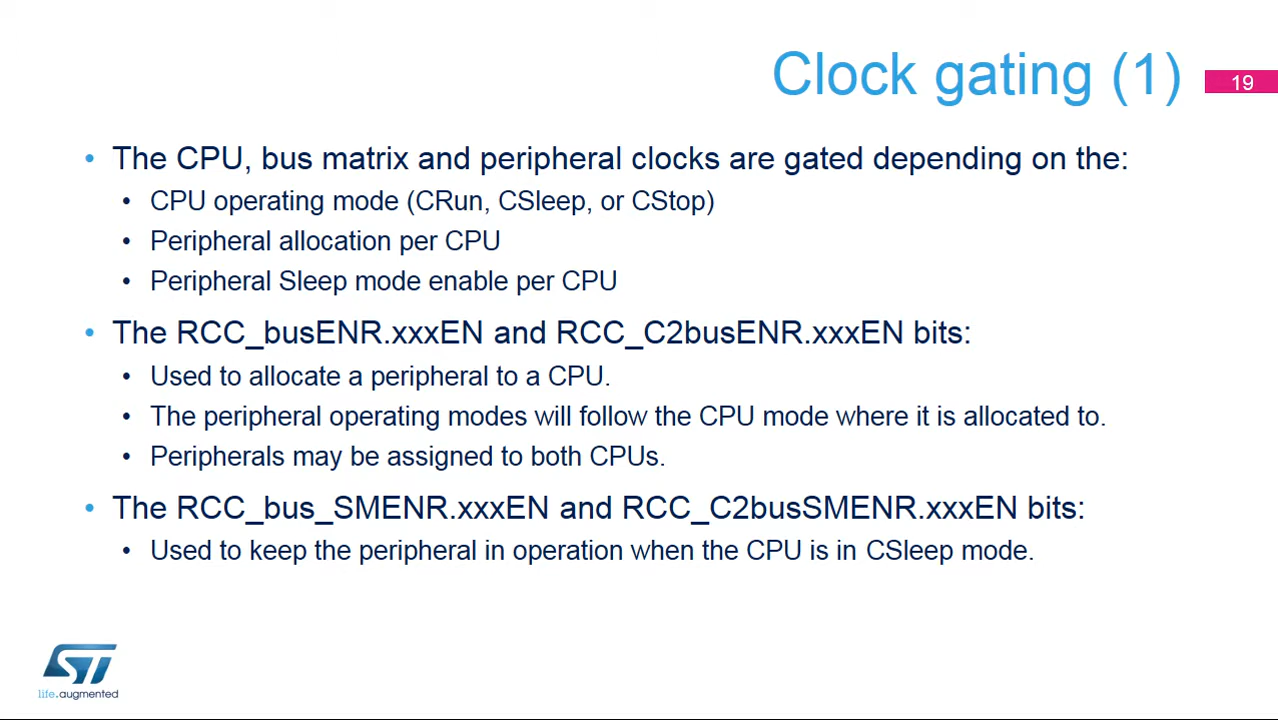 Clock gating (1)
19
• The CPU, bus matrix and peripheral clocks are gated depending on the:
• CPU operating mode (CRun, CSleep, or CStop)
• Peripheral allocation per CPU
• Peripheral Sleep mode enable per CPU
• The RCC_busENR.xxxEN and RCC_C2busENR.xxxEN bits:
• Used to allocate a peripheral to a CPU.
• The peripheral operating modes will follow the CPU mode where it is allocated to.
• Peripherals may be assigned to both CPUs.
• The RCC_bus_SMENR.xxxEN and RCC_C2busSMENR.xxxEN bits:
• Used to keep the peripheral in operation when the CPU is in CSleep mode.
ST
life.augmented